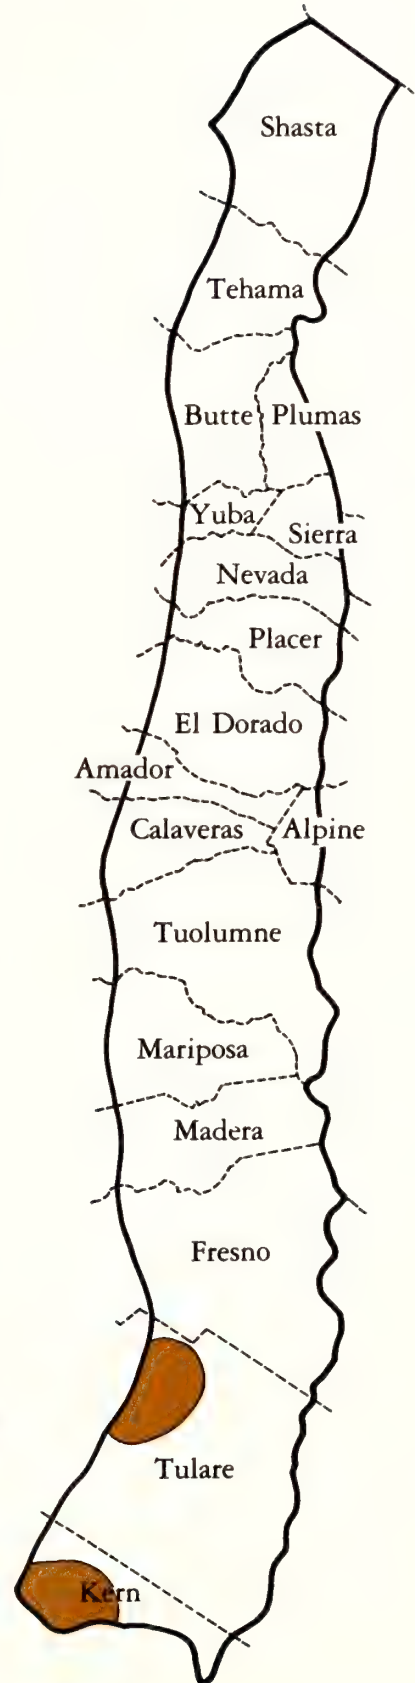 Shasta
Tehama
Butte Plumas
Yuba
Sierra
Nevada
Placer
El Dorado
Amador
Calaveras Alpine
Tuolumne
Mariposa
Madera
Fresno
Tulare
Kern